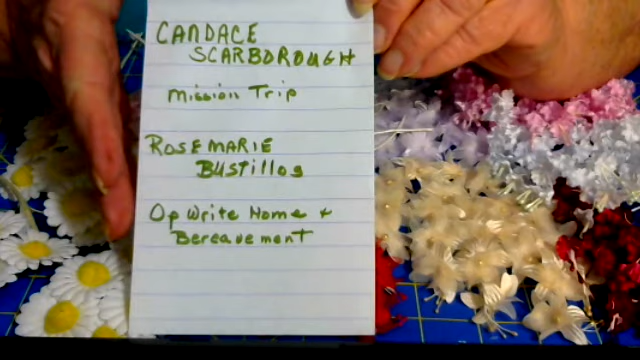 CANDACE
SCARBOROUGH
Mission Trip
ROSEMARIE
BUSTillos
Op Write Home +
Bereavement